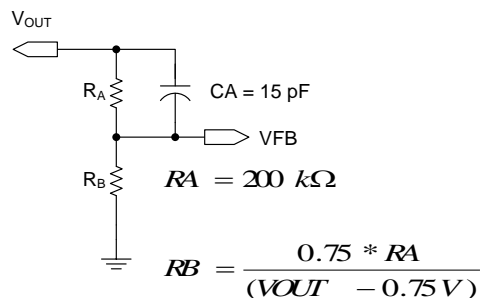 VOUT
RA
CA = 15 pF
VFB
RB
RA = 200 kΩ
RB = 0.75 * RA / (VOUT - 0.75 V)